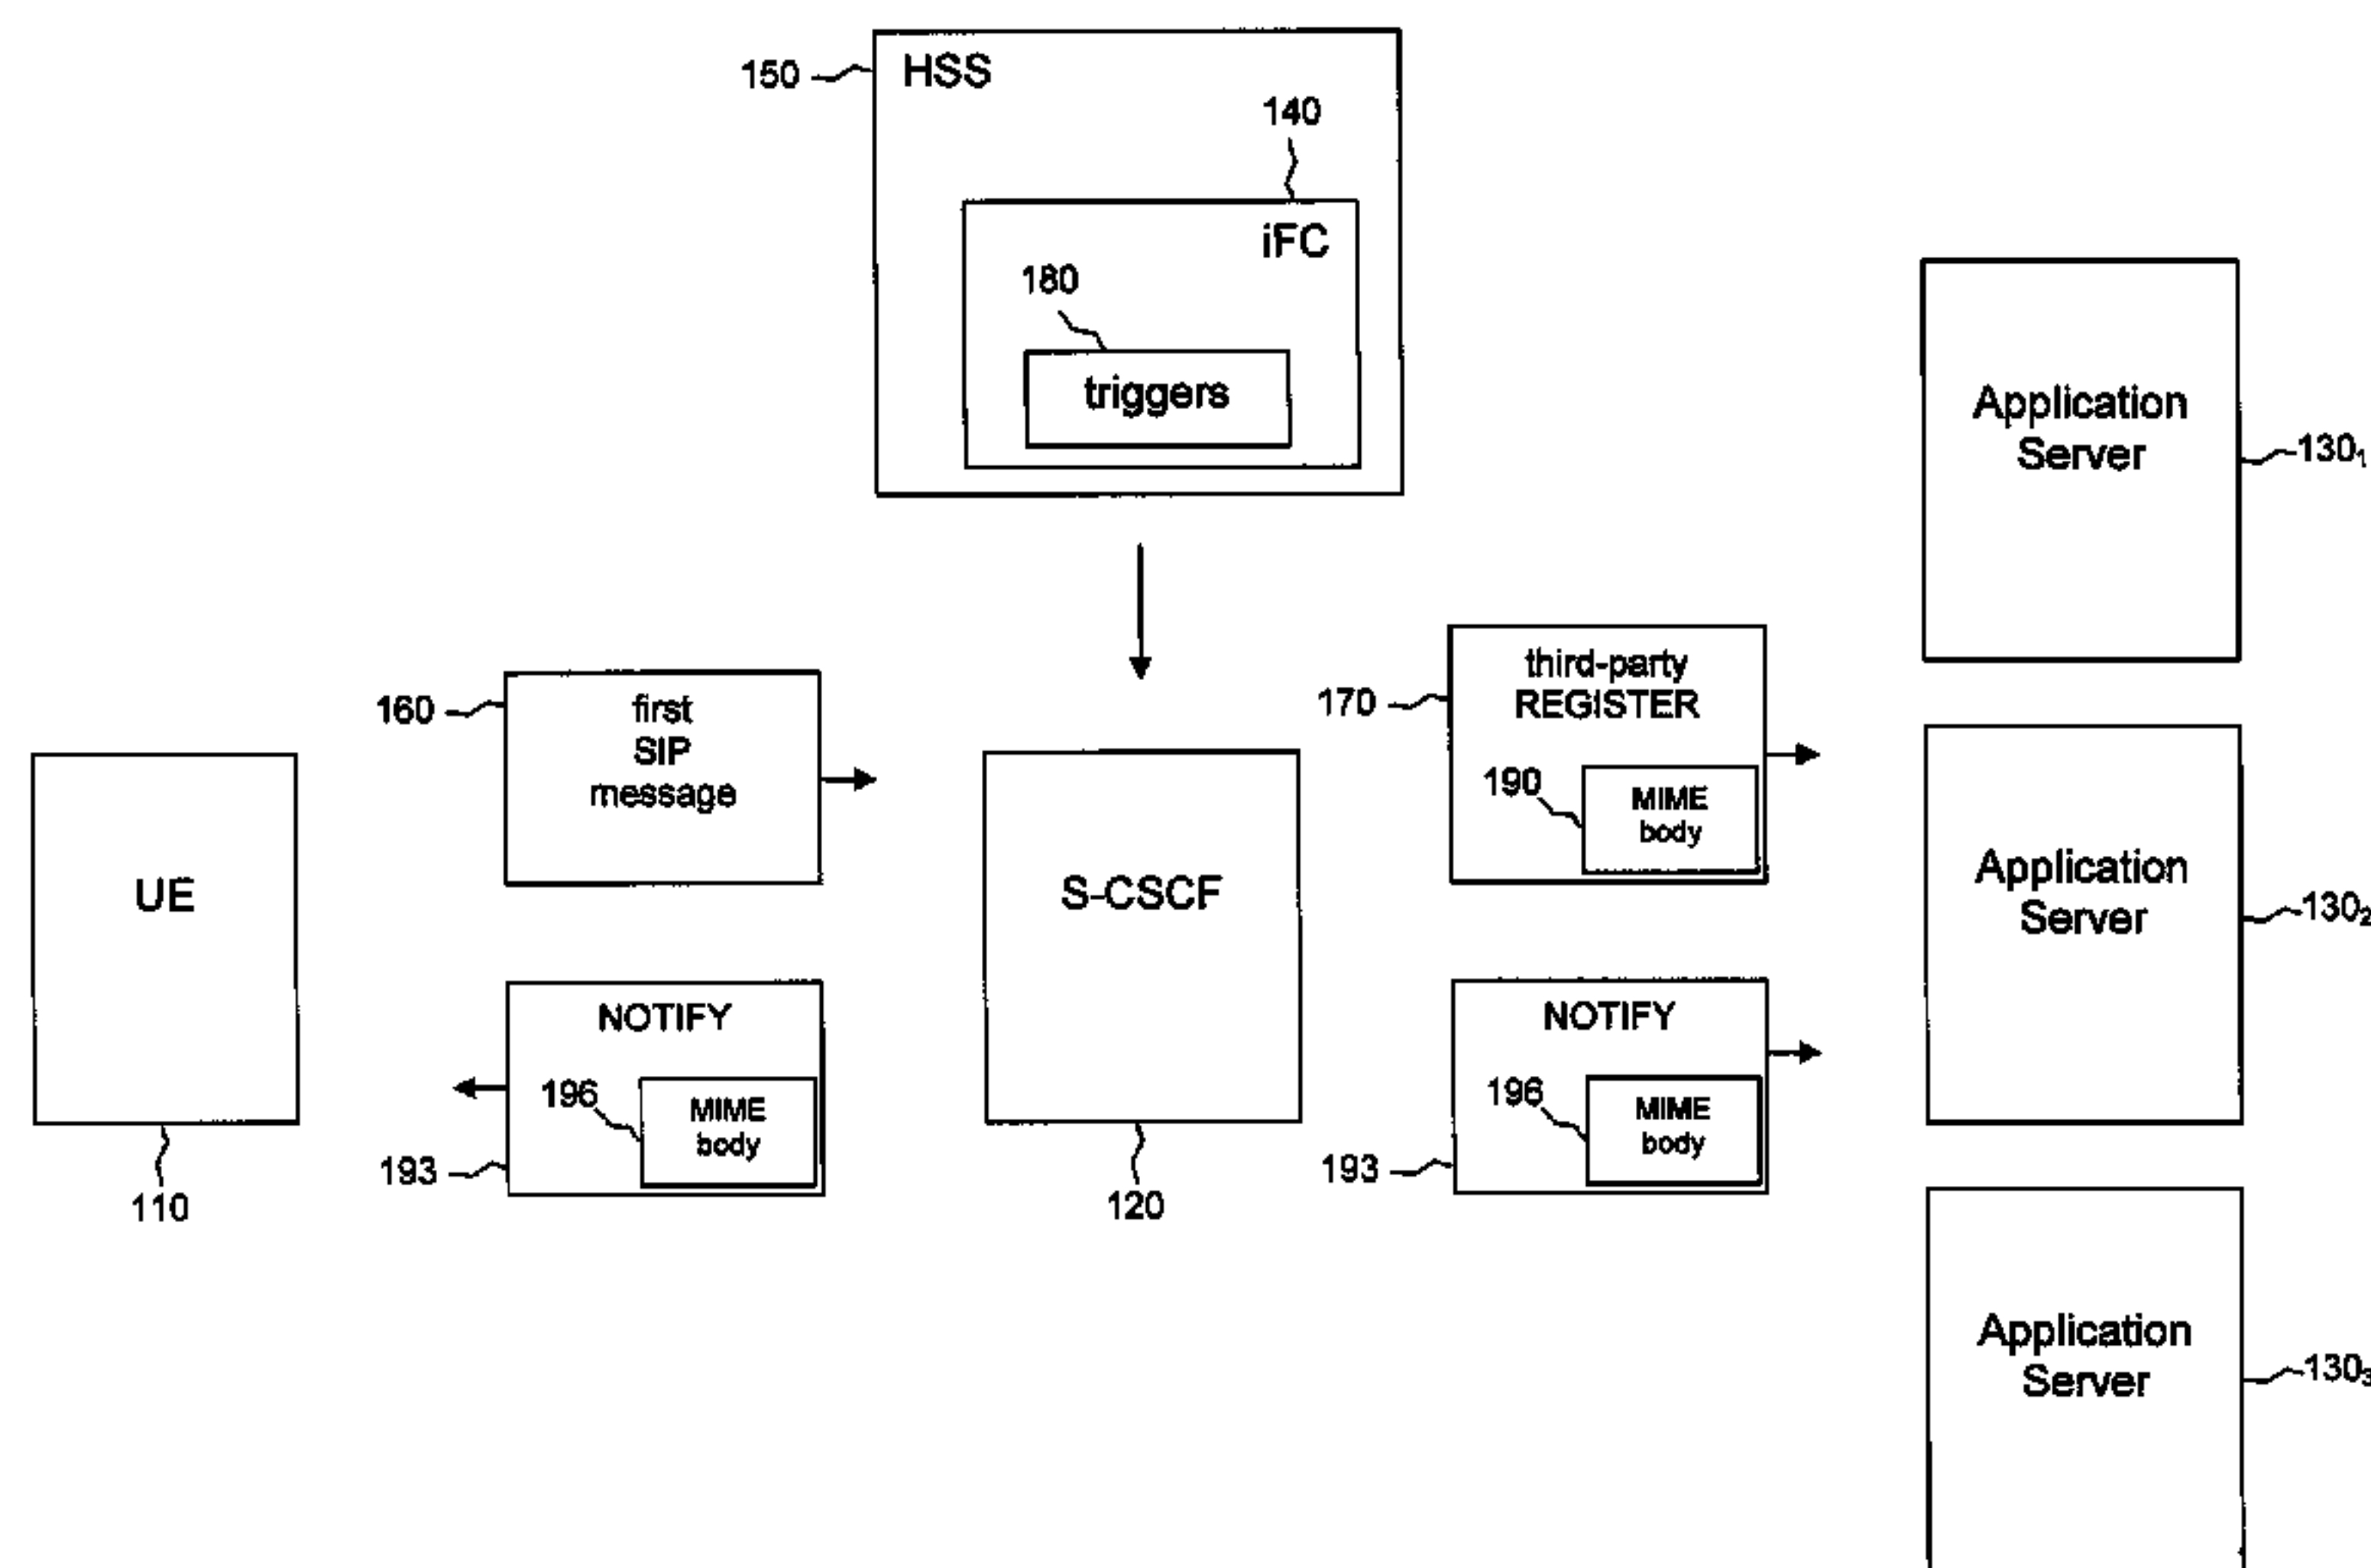 150
HSS
140
iFC
180
triggers
Application
Server
130₁
160
first
SIP
message
170
third-party
REGISTER
190
MIME
body
UE
110
S-CSCF
120
Application
Server
130₂
NOTIFY
196
MIME
body
193
NOTIFY
196
MIME
body
193
Application
Server
130₃